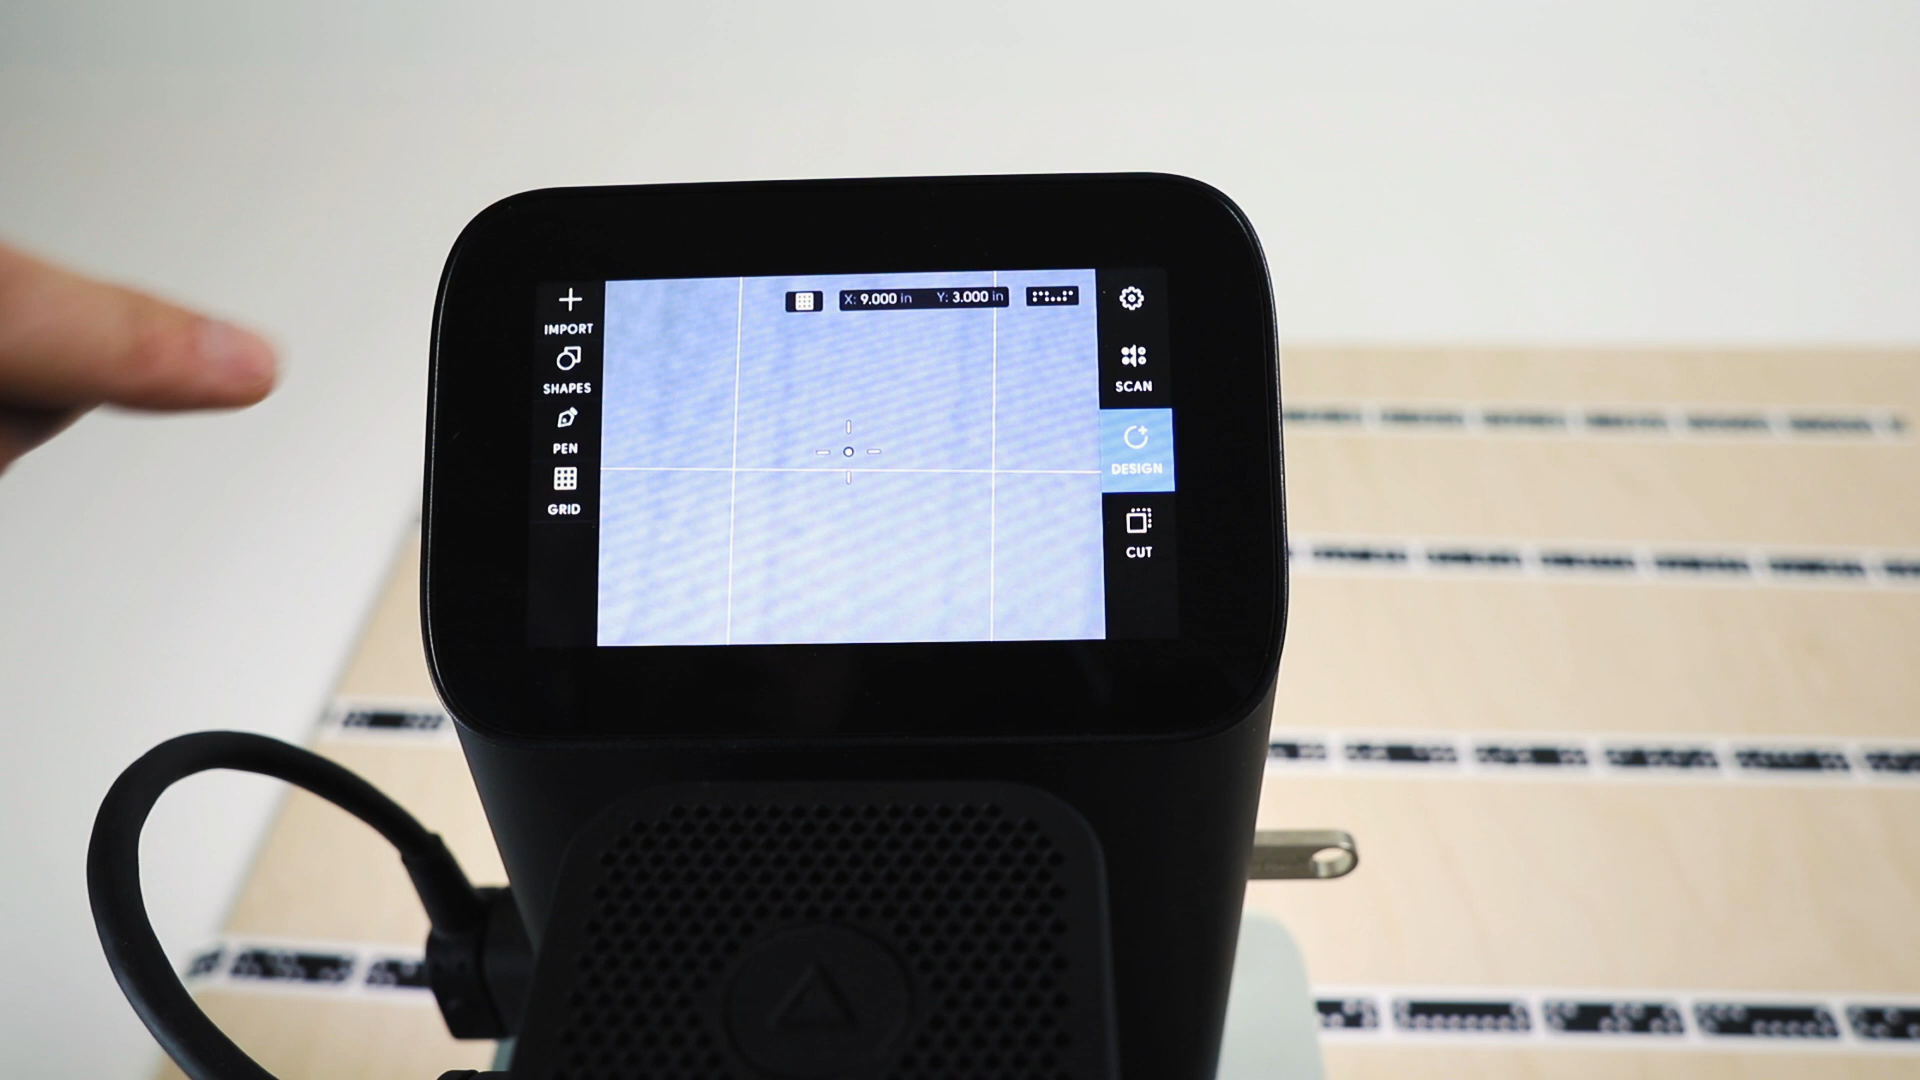 IMPORT
SHAPES
PEN
GRID
X: 9.000 in Y: 3.000 in
SCAN
DESIGN
CUT